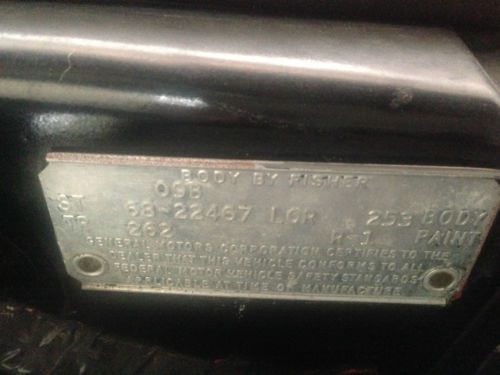 BODY BY FISHER
09B
ST 68-22467 LOR 253 BODY
TR 262 R-1 PAINT
GENERAL MOTORS CORPORATION CERTIFIES TO THE
DEALER THAT THIS VEHICLE CONFORMS TO ALL
FEDERAL MOTOR VEHICLE SAFETY STANDARDS
APPLICABLE AT TIME OF MANUFACTURE